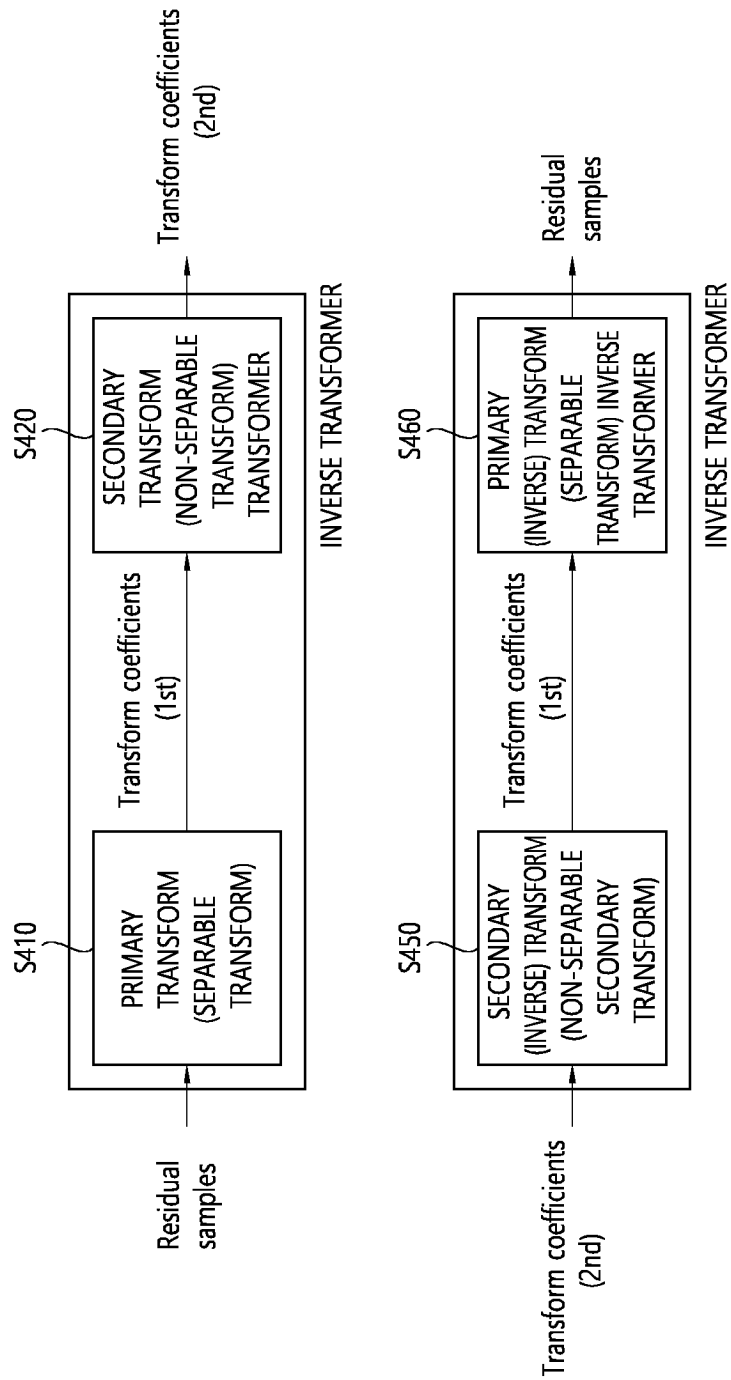 S410
S420
Residual
samples
PRIMARY
TRANSFORM
(SEPARABLE
TRANSFORM)
Transform coefficients
(1st)
SECONDARY
TRANSFORM
(NON-SEPARABLE
TRANSFORM)
TRANSFORMER
Transform coefficients
(2nd)
INVERSE TRANSFORMER
S450
S460
Transform coefficients
(2nd)
SECONDARY
(INVERSE) TRANSFORM
(NON-SEPARABLE
SECONDARY
TRANSFORM)
Transform coefficients
(1st)
PRIMARY
(INVERSE) TRANSFORM
(SEPARABLE
TRANSFORM) INVERSE
TRANSFORMER
Residual
samples
INVERSE TRANSFORMER